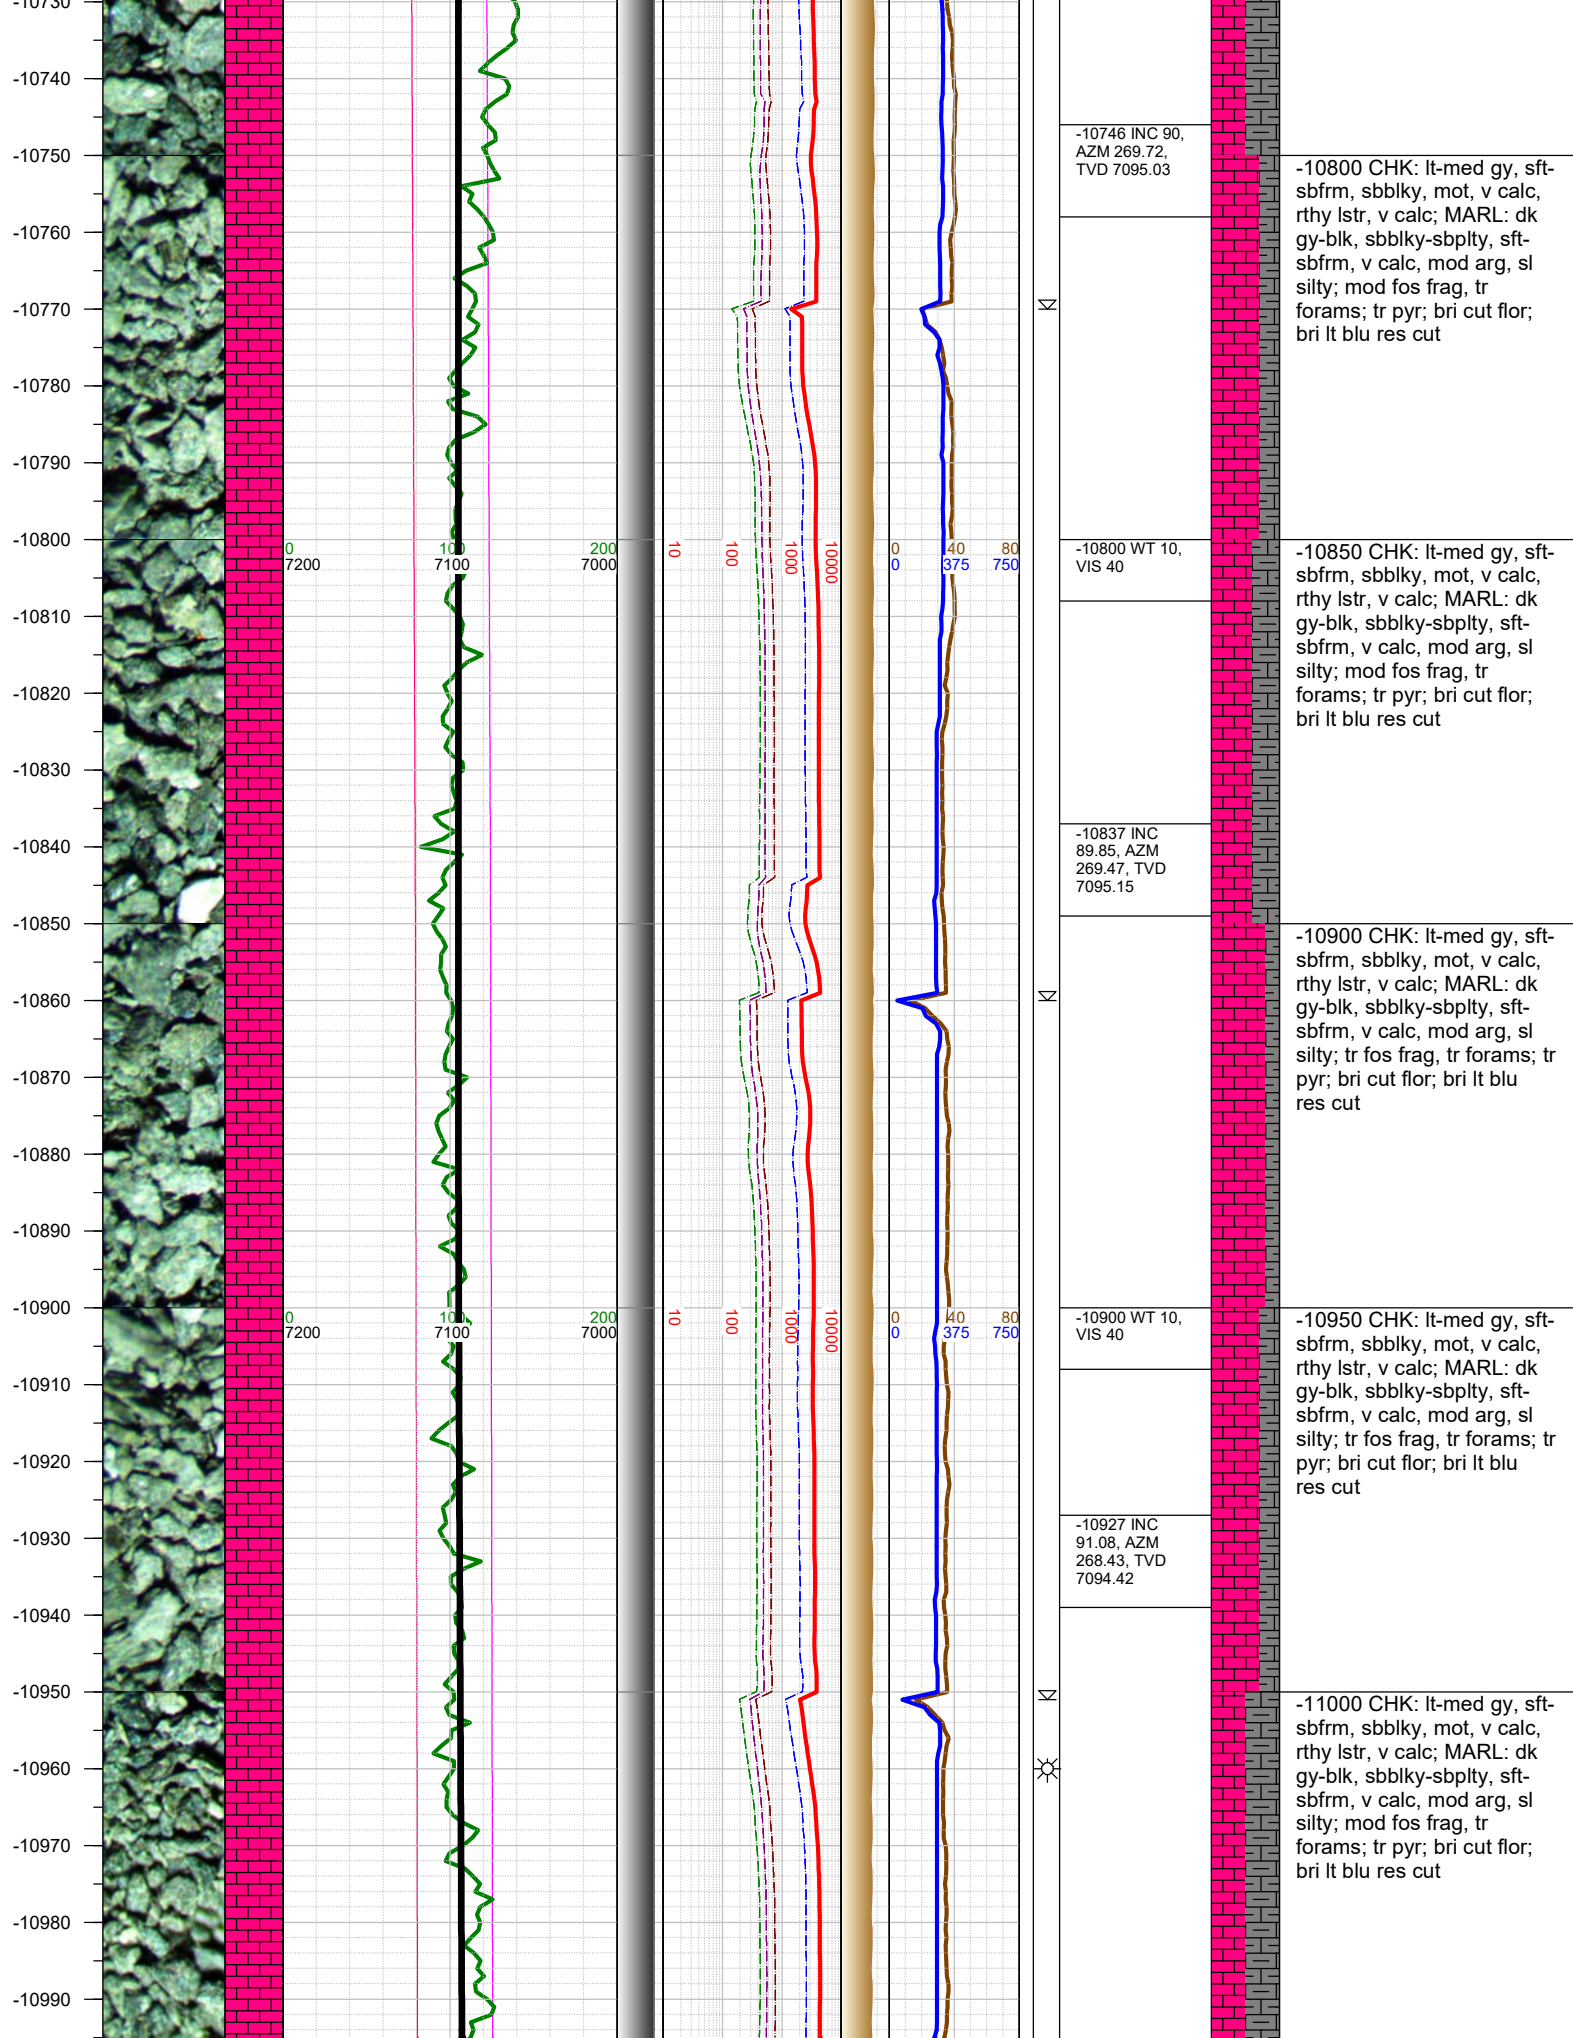 -10730
-10740
-10750
-10760
-10770
-10780
-10790
-10800
-10810
-10820
-10830
-10840
-10850
-10860
-10870
-10880
-10890
-10900
-10910
-10920
-10930
-10940
-10950
-10960
-10970
-10980
-10990
0 100 200
7200 7100 7000
10 100 1000 10000
0 40 80
0 375 750
0 100 200
7200 7100 7000
10 100 1000 10000
0 40 80
0 375 750
-10746 INC 90,
AZM 269.72,
TVD 7095.03
-10800 WT 10,
VIS 40
-10837 INC
89.85, AZM
269.47, TVD
7095.15
-10900 WT 10,
VIS 40
-10927 INC
91.08, AZM
268.43, TVD
7094.42
-10800 CHK: lt-med gy, sft-
sbfrm, sbblky, mot, v calc,
rthy lstr, v calc; MARL: dk
gy-blk, sbblky-sbplty, sft-
sbfrm, v calc, mod arg, sl
silty; mod fos frag, tr
forams; tr pyr; bri cut flor;
bri lt blu res cut
-10850 CHK: lt-med gy, sft-
sbfrm, sbblky, mot, v calc,
rthy lstr, v calc; MARL: dk
gy-blk, sbblky-sbplty, sft-
sbfrm, v calc, mod arg, sl
silty; mod fos frag, tr
forams; tr pyr; bri cut flor;
bri lt blu res cut
-10900 CHK: lt-med gy, sft-
sbfrm, sbblky, mot, v calc,
rthy lstr, v calc; MARL: dk
gy-blk, sbblky-sbplty, sft-
sbfrm, v calc, mod arg, sl
silty; tr fos frag, tr forams; tr
pyr; bri cut flor; bri lt blu
res cut
-10950 CHK: lt-med gy, sft-
sbfrm, sbblky, mot, v calc,
rthy lstr, v calc; MARL: dk
gy-blk, sbblky-sbplty, sft-
sbfrm, v calc, mod arg, sl
silty; tr fos frag, tr forams; tr
pyr; bri cut flor; bri lt blu
res cut
-11000 CHK: lt-med gy, sft-
sbfrm, sbblky, mot, v calc,
rthy lstr, v calc; MARL: dk
gy-blk, sbblky-sbplty, sft-
sbfrm, v calc, mod arg, sl
silty; mod fos frag, tr
forams; tr pyr; bri cut flor;
bri lt blu res cut